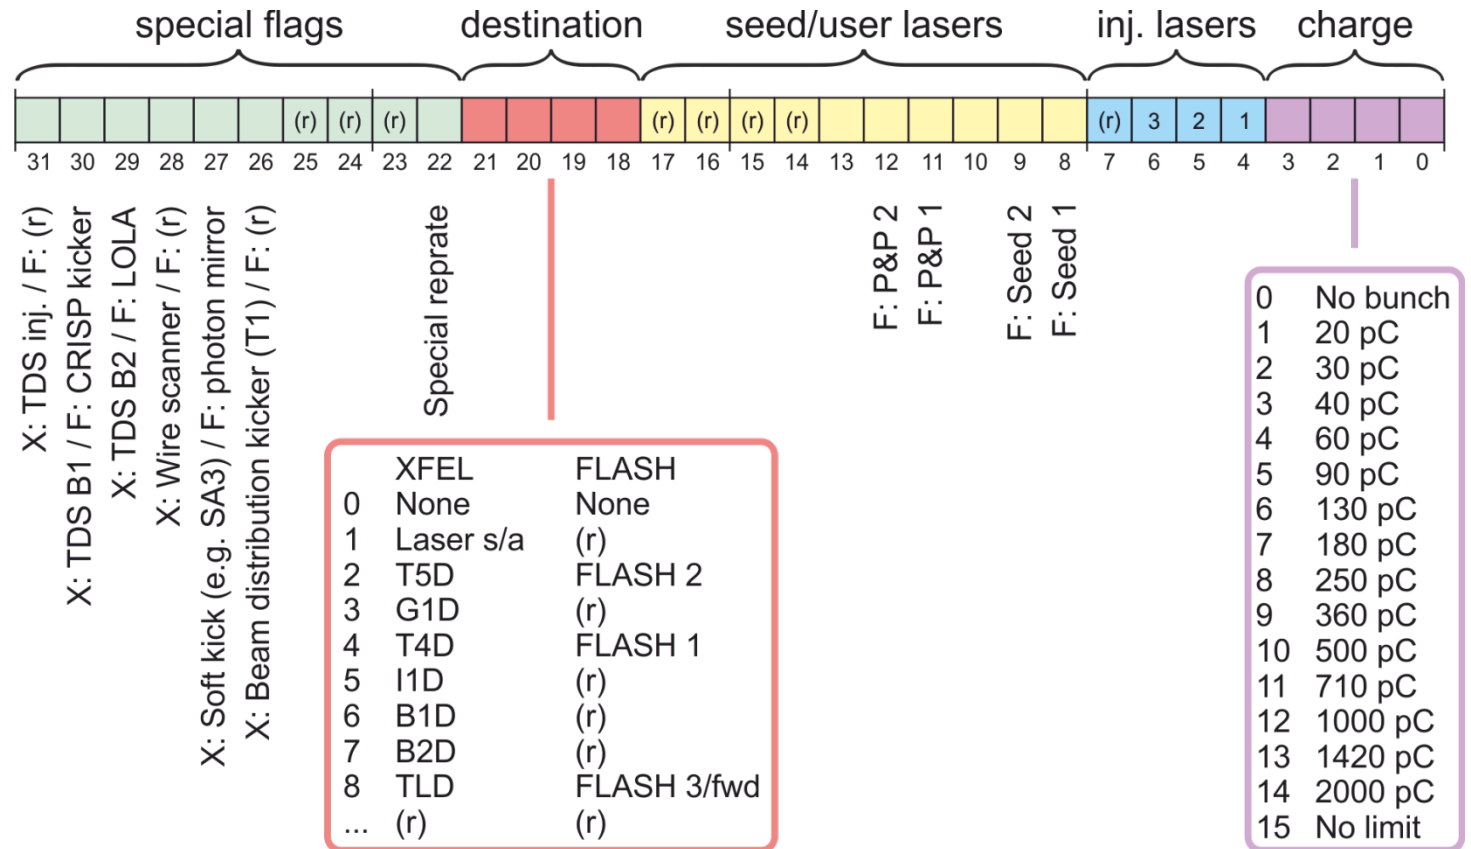 special flags destination seed/user lasers inj. lasers charge
(r) (r) (r) (r) (r) (r) (r) (r) 3 2 1
31 30 29 28 27 26 25 24 23 22 21 20 19 18 17 16 15 14 13 12 11 10 9 8 7 6 5 4 3 2 1 0
X: TDS inj. / F: (r)
X: TDS B1 / F: CRISP kicker
X: TDS B2 / F: LOLA
X: Wire scanner / F: (r)
X: Soft kick (e.g. SA3) / F: photon mirror
X: Beam distribution kicker (T1) / F: (r)
Special reprate
F: P&P 2
F: P&P 1
F: Seed 2
F: Seed 1
XFEL FLASH
0 None None
1 Laser s/a (r)
2 T5D FLASH 2
3 G1D (r)
4 T4D FLASH 1
5 I1D (r)
6 B1D (r)
7 B2D (r)
8 TLD FLASH 3/fwd
... (r) (r)
0 No bunch
1 20 pC
2 30 pC
3 40 pC
4 60 pC
5 90 pC
6 130 pC
7 180 pC
8 250 pC
9 360 pC
10 500 pC
11 710 pC
12 1000 pC
13 1420 pC
14 2000 pC
15 No limit